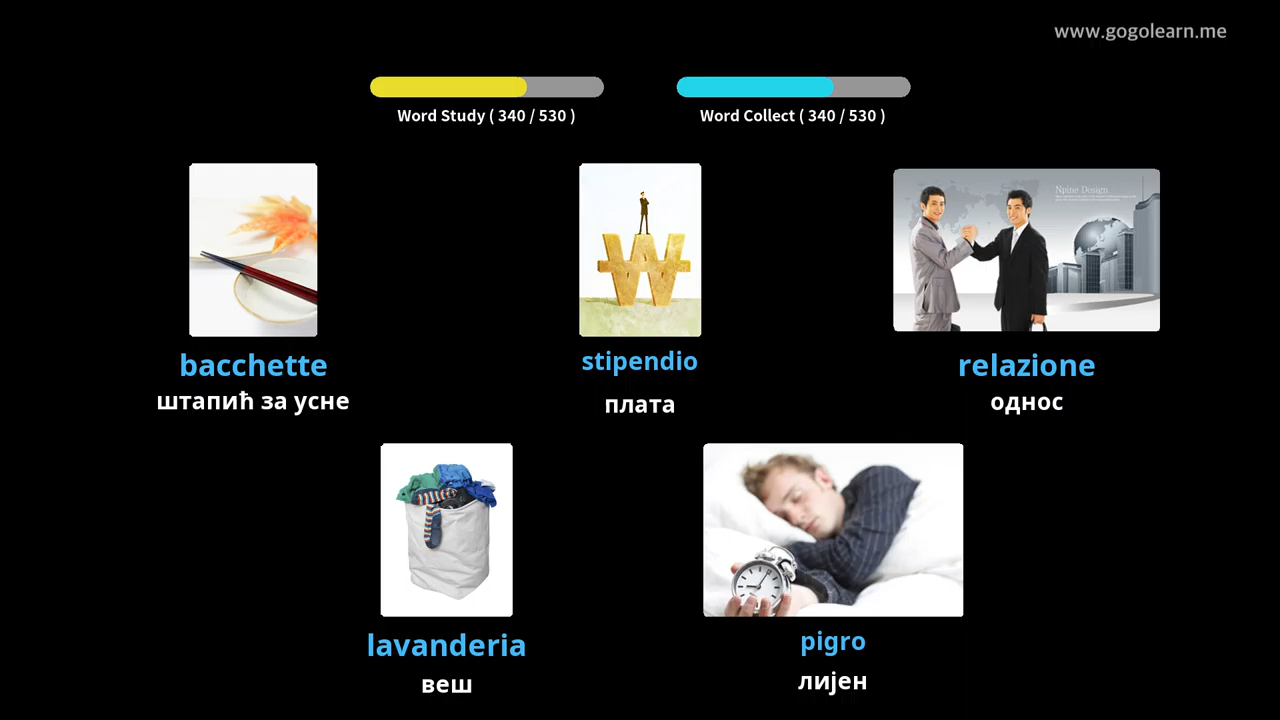 www.gogolearn.me
Word Study ( 340 / 530 )
Word Collect ( 340 / 530 )
Npine Design
bacchette
штапић за усне
stipendio
плата
relazione
однос
lavanderia
веш
pigro
лијен